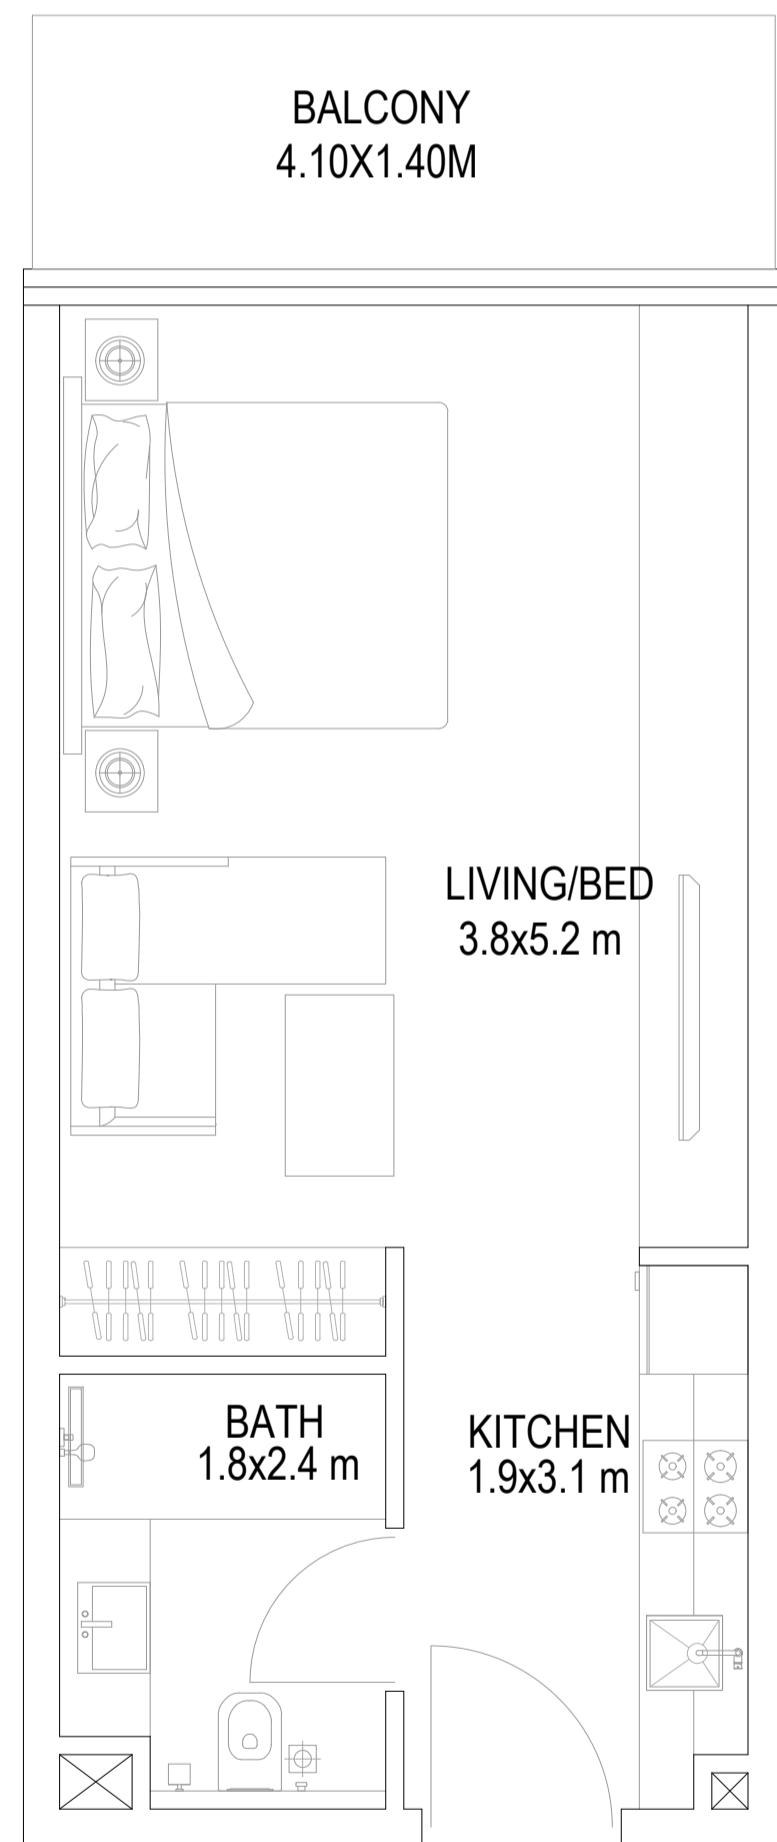 BALCONY
4.10X1.40M
LIVING/BED
3.8x5.2 m
BATH
1.8x2.4 m
KITCHEN
1.9x3.1 m